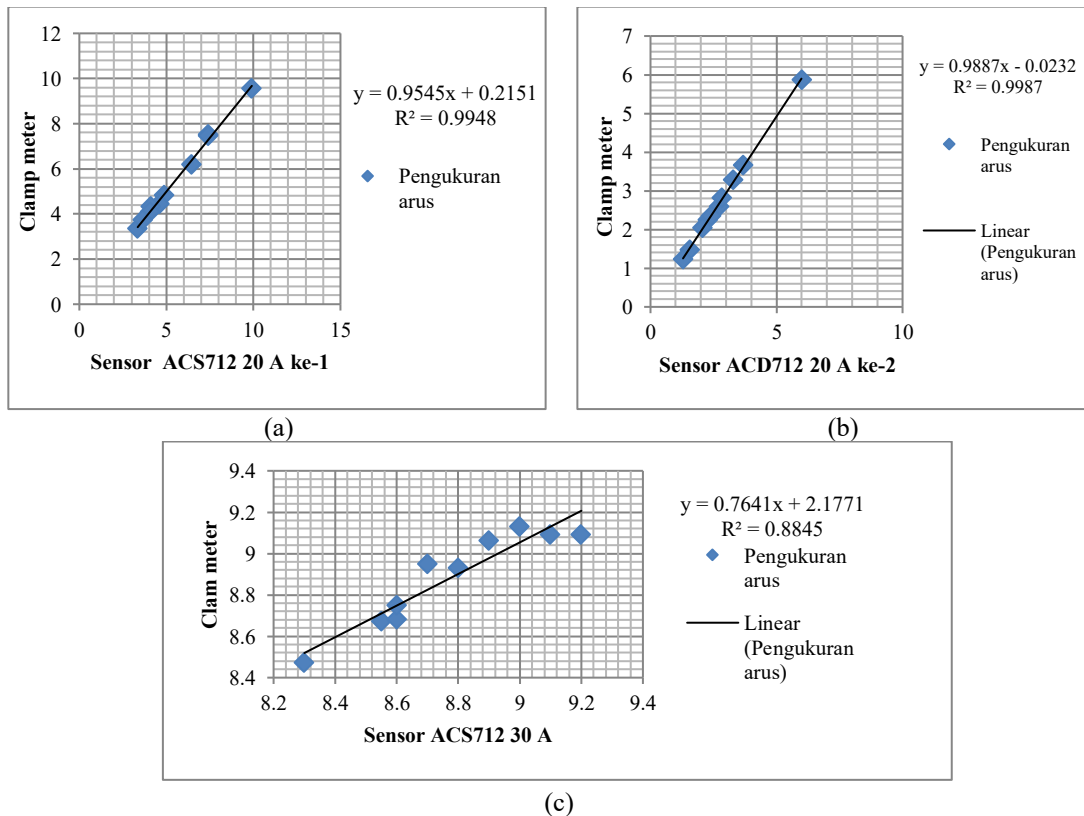 12
10
8
6
4
2
0
0 5 10 15
Clamp meter
Sensor ACS712 20 A ke-1
y = 0.9545x + 0.2151
R² = 0.9948
Pengukuran
arus
(a)
7
6
5
4
3
2
1
0
0 5 10
Clamp meter
Sensor ACD712 20 A ke-2
y = 0.9887x - 0.0232
R² = 0.9987
Pengukuran
arus
Linear
(Pengukuran
arus)
(b)
9.4
9.2
9
8.8
8.6
8.4
8.2 8.4 8.6 8.8 9 9.2 9.4
Clam meter
Sensor ACS712 30 A
y = 0.7641x + 2.1771
R² = 0.8845
Pengukuran
arus
Linear
(Pengukuran
arus)
(c)